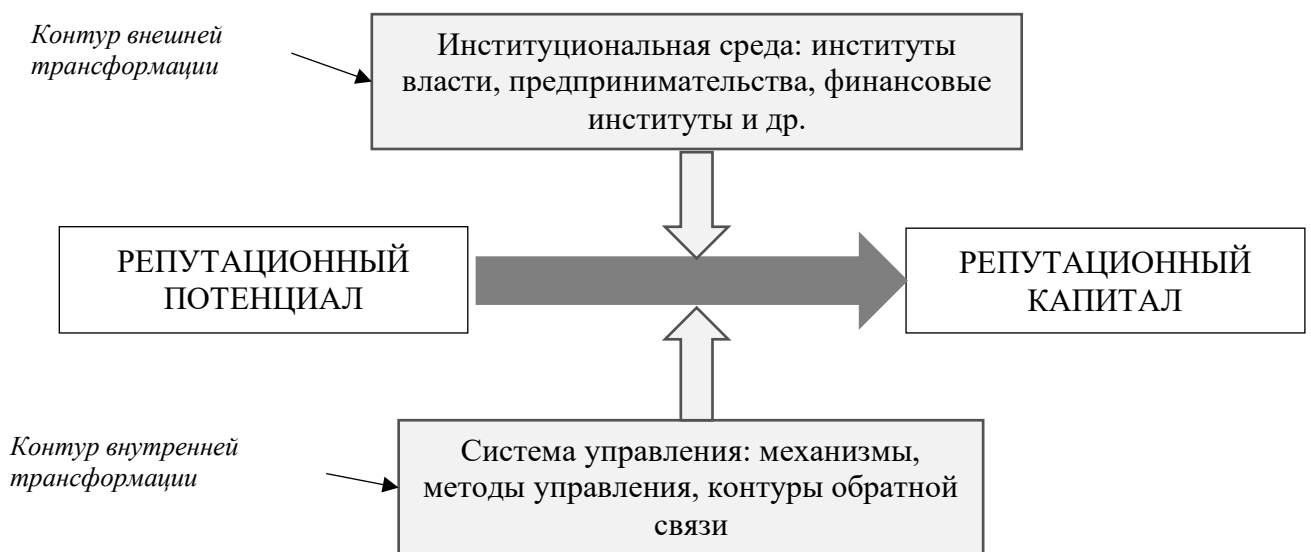 Контур внешней
трансформации
Институциональная среда: институты
власти, предпринимательства, финансовые
институты и др.
РЕПУТАЦИОННЫЙ
ПОТЕНЦИАЛ
РЕПУТАЦИОННЫЙ
КАПИТАЛ
Контур внутренней
трансформации
Система управления: механизмы,
методы управления, контуры обратной
связи